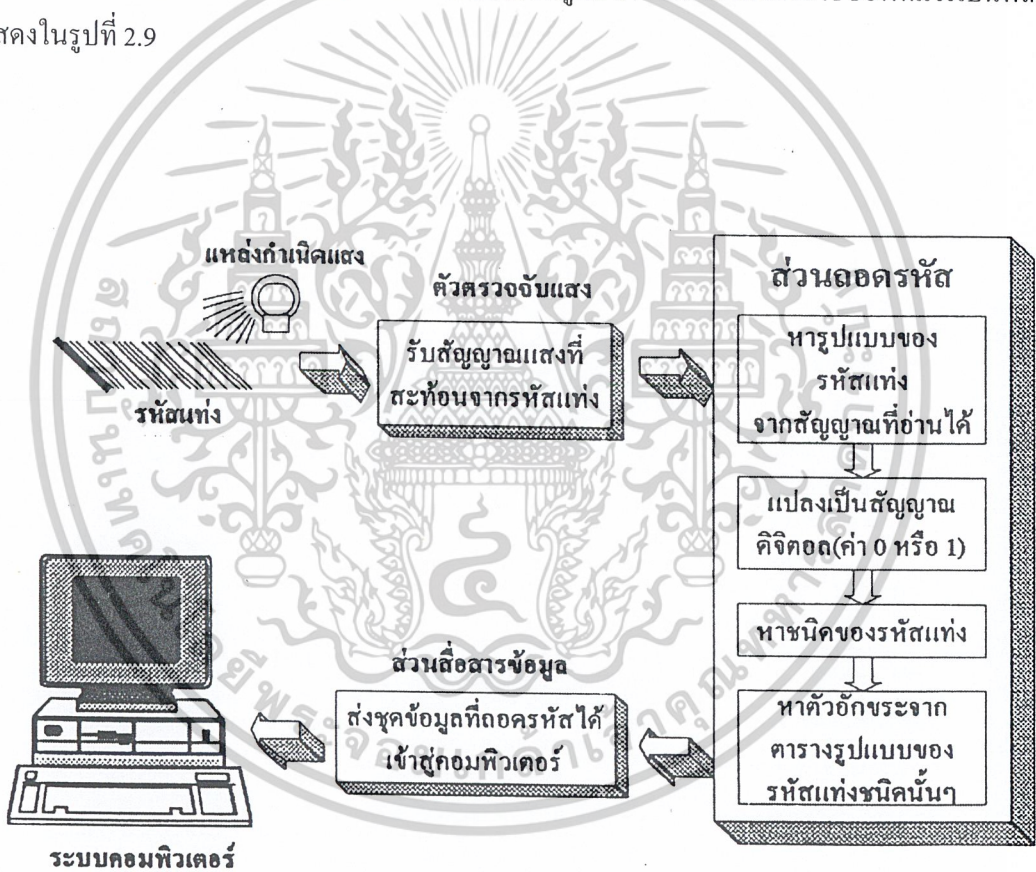 สดงในรูปที่ 2.9
แหล่งกำเนิดแสง
รหัสแท่ง
ตัวตรวจจับแสง
รับสัญญาณแสงที่
สะท้อนจากรหัสแท่ง
ส่วนถอดรหัส
หารูปแบบของ
รหัสแท่ง
จากสัญญาณที่อ่านได้
แปลงเป็นสัญญาณ
ดิจิตอล(ค่า 0 หรือ 1)
หาชนิดของรหัสแท่ง
หาตัวอักขระจาก
ตารางรูปแบบของ
รหัสแท่งชนิดนั้นๆ
ส่วนสื่อสารข้อมูล
ส่งชุดข้อมูลที่ถอดรหัสได้
เข้าสู่คอมพิวเตอร์
ระบบคอมพิวเตอร์